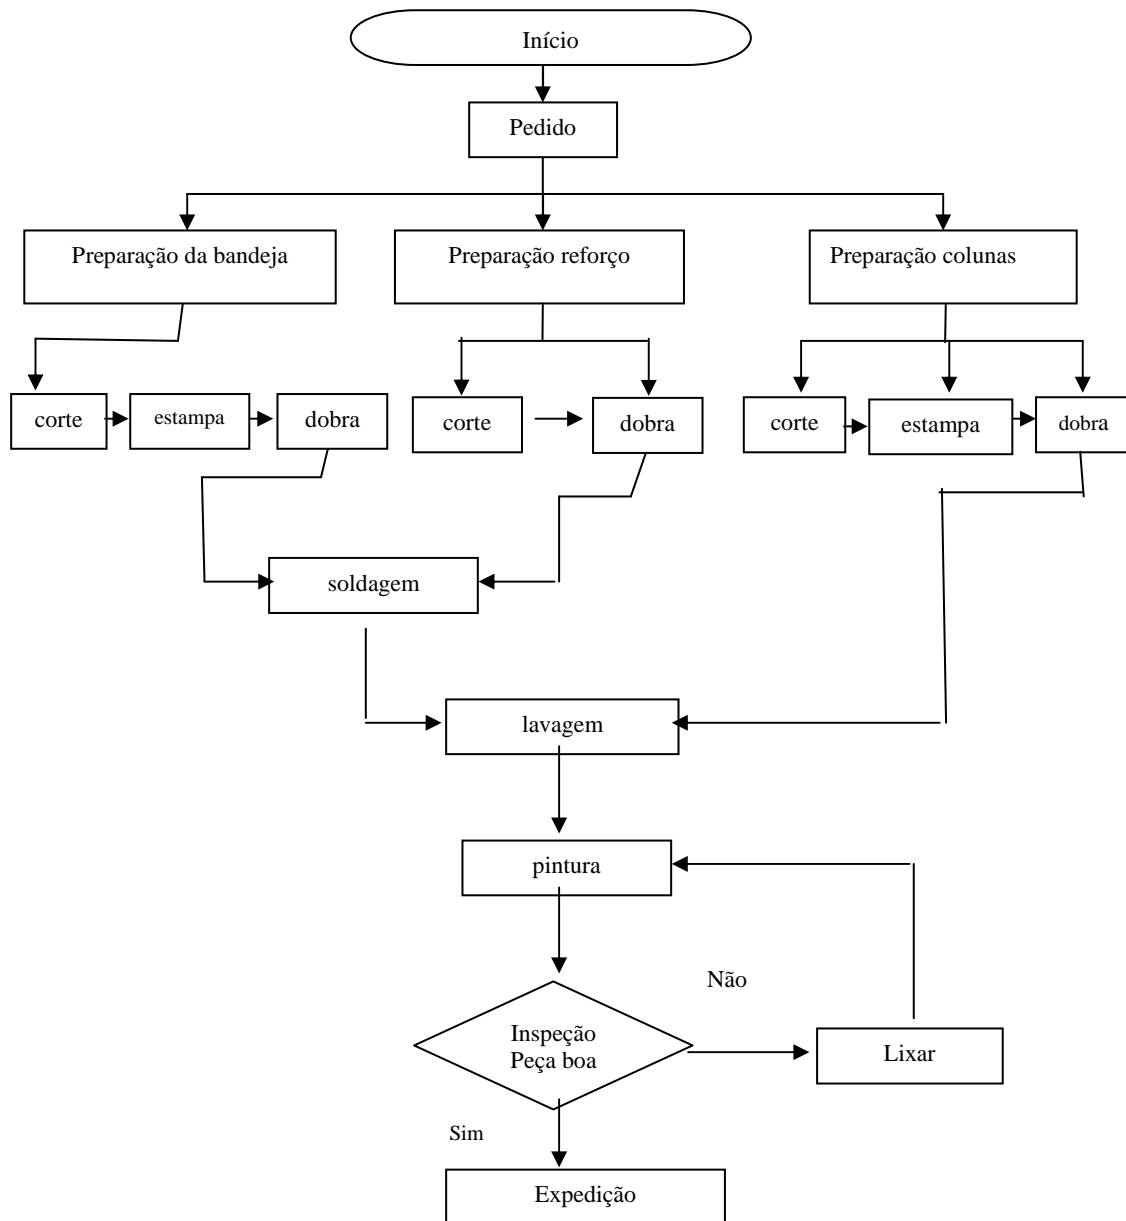 Início
Pedido
Preparação da bandeja
Preparação reforço
Preparação colunas
corte
estampa
dobra
corte
dobra
corte
estampa
dobra
soldagem
lavagem
pintura
Não
Inspeção
Peça boa
Lixar
Sim
Expedição